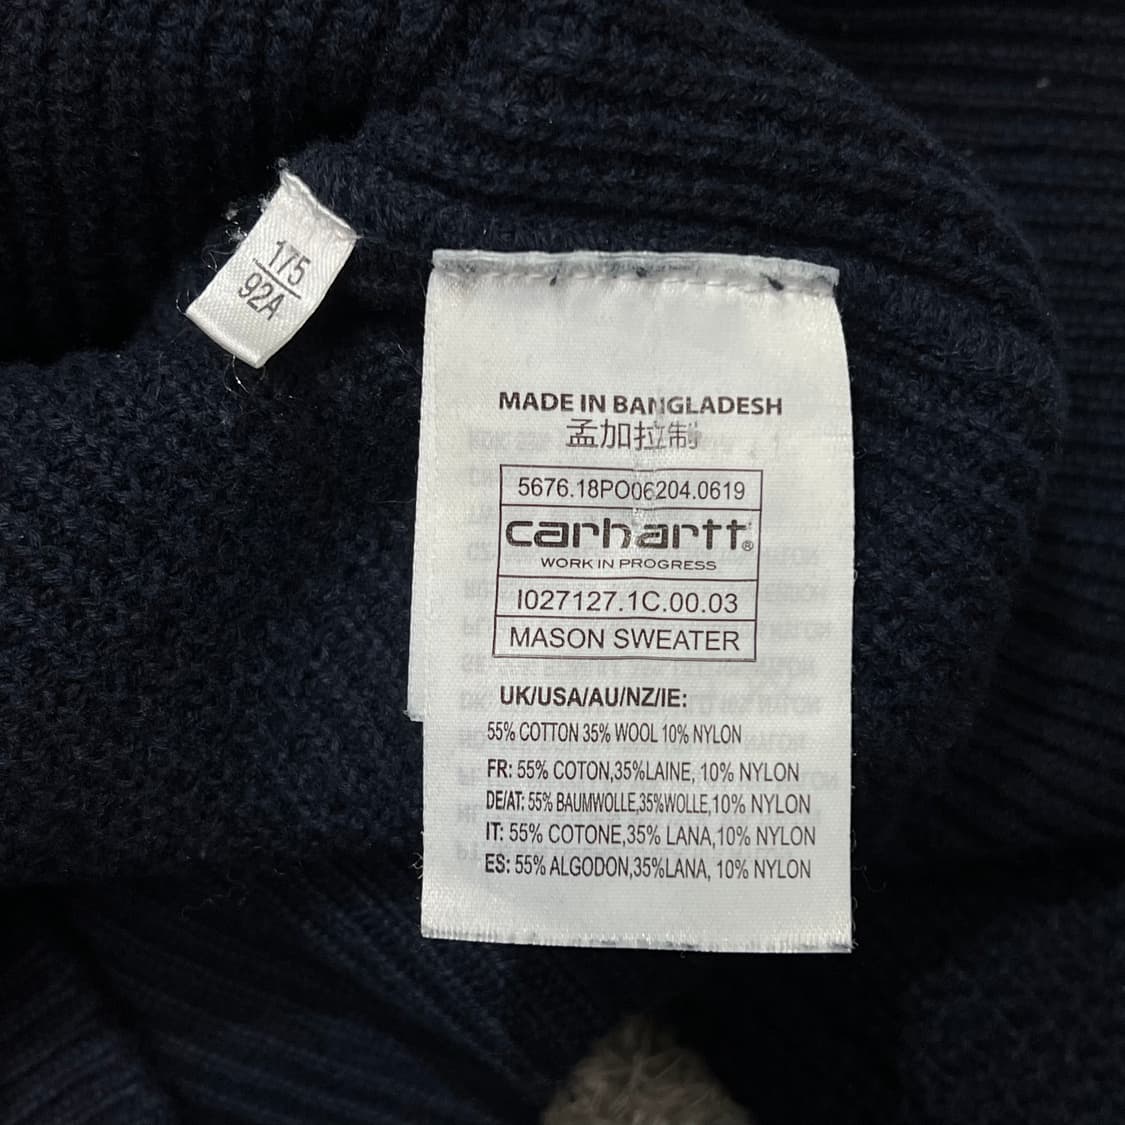 175
92A
MADE IN BANGLADESH
孟加拉制
5676.18PO06204.0619
carhartt®
WORK IN PROGRESS
I027127.1C.00.03
MASON SWEATER
UK/USA/AU/NZ/IE:
55% COTTON 35% WOOL 10% NYLON
FR: 55% COTON,35%LAINE, 10% NYLON
DE/AT: 55% BAUMWOLLE,35%WOLLE,10% NYLON
IT: 55% COTONE,35% LANA,10% NYLON
ES: 55% ALGODON,35%LANA, 10% NYLON